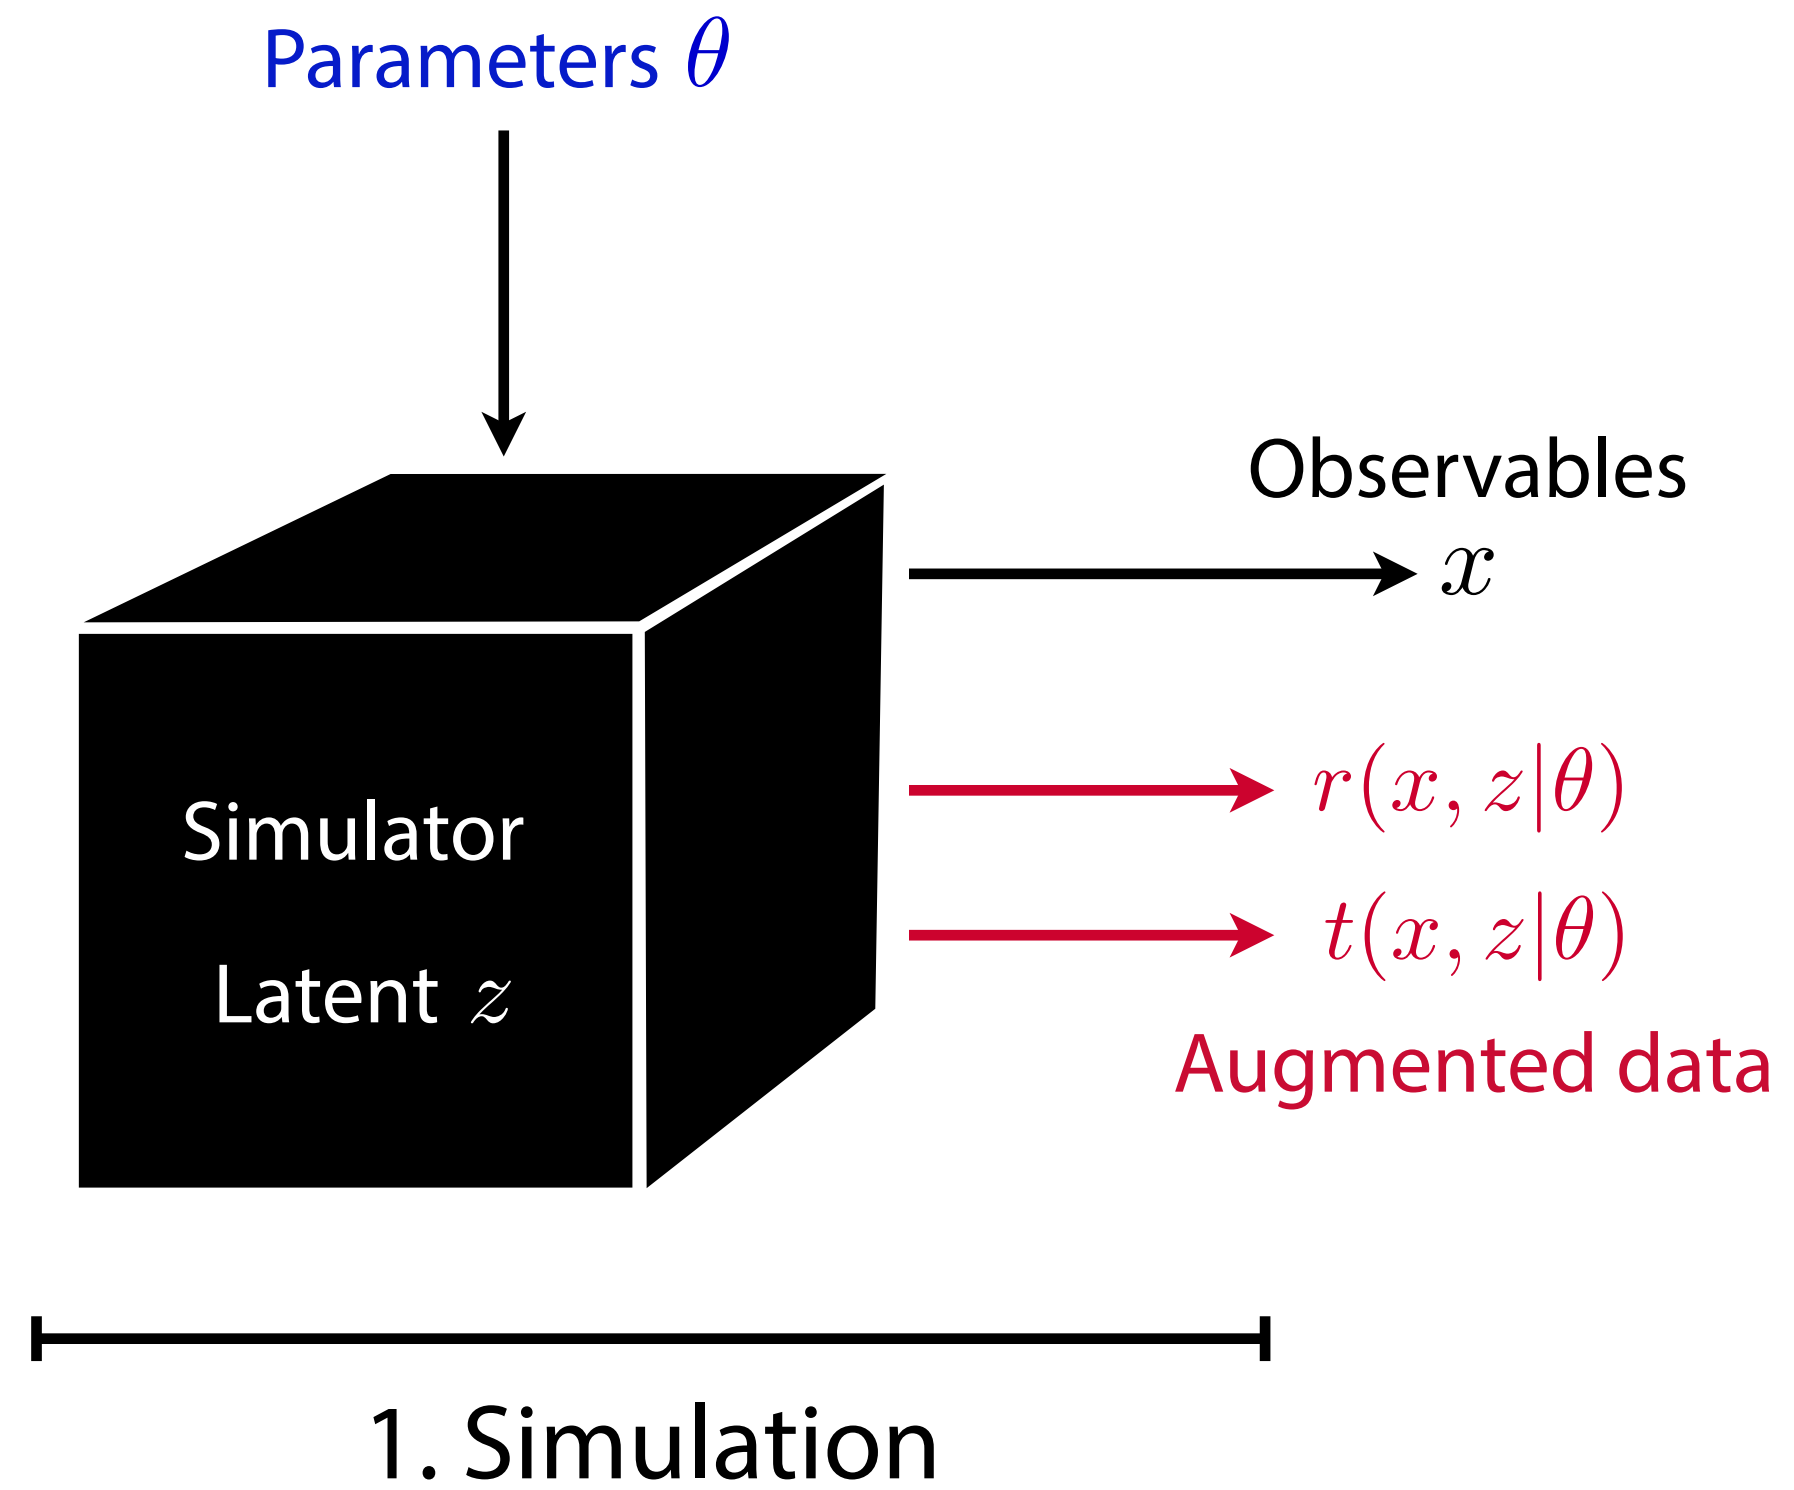 Parameters θ
Observables
x
Simulator
Latent z
r(x, z|θ)
t(x, z|θ)
Augmented data
1. Simulation